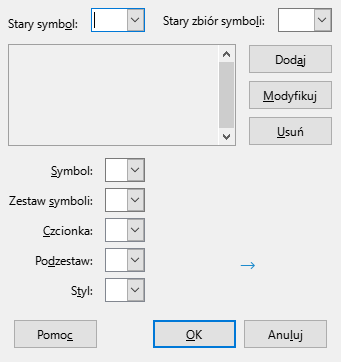 Stary symbol: Stary zbiór symboli:
Dodaj
Modyfikuj
Usuń
Symbol:
Zestaw symboli:
Czcionka:
Podzestaw:
→
Styl:
Pomoc OK Anuluj